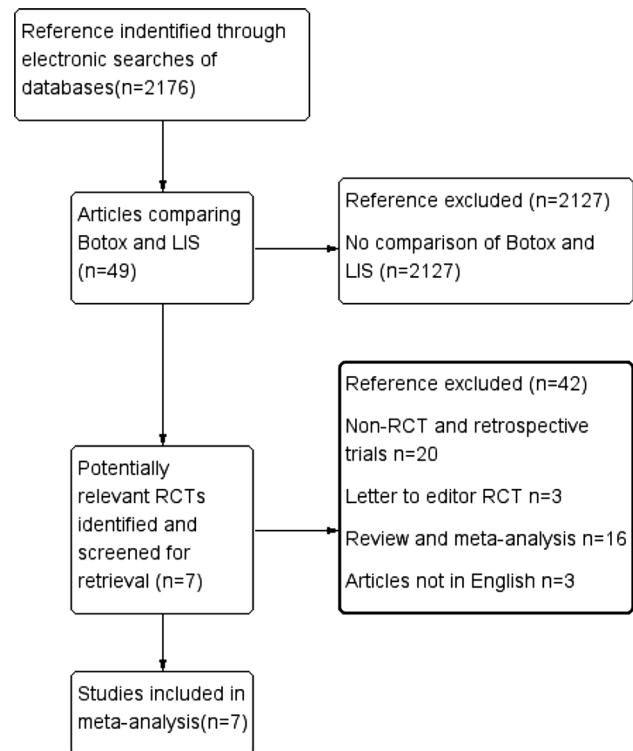 Reference indentified through
electronic searches of
databases(n=2176)
Articles comparing
Botox and LIS
(n=49)
Reference excluded (n=2127)
No comparison of Botox and
LIS (n=2127)
Potentially
relevant RCTs
identified and
screened for
retrieval (n=7)
Reference excluded (n=42)
Non-RCT and retrospective
trials n=20
Letter to editor RCT n=3
Review and meta-analysis n=16
Articles not in English n=3
Studies included in
meta-analysis(n=7)